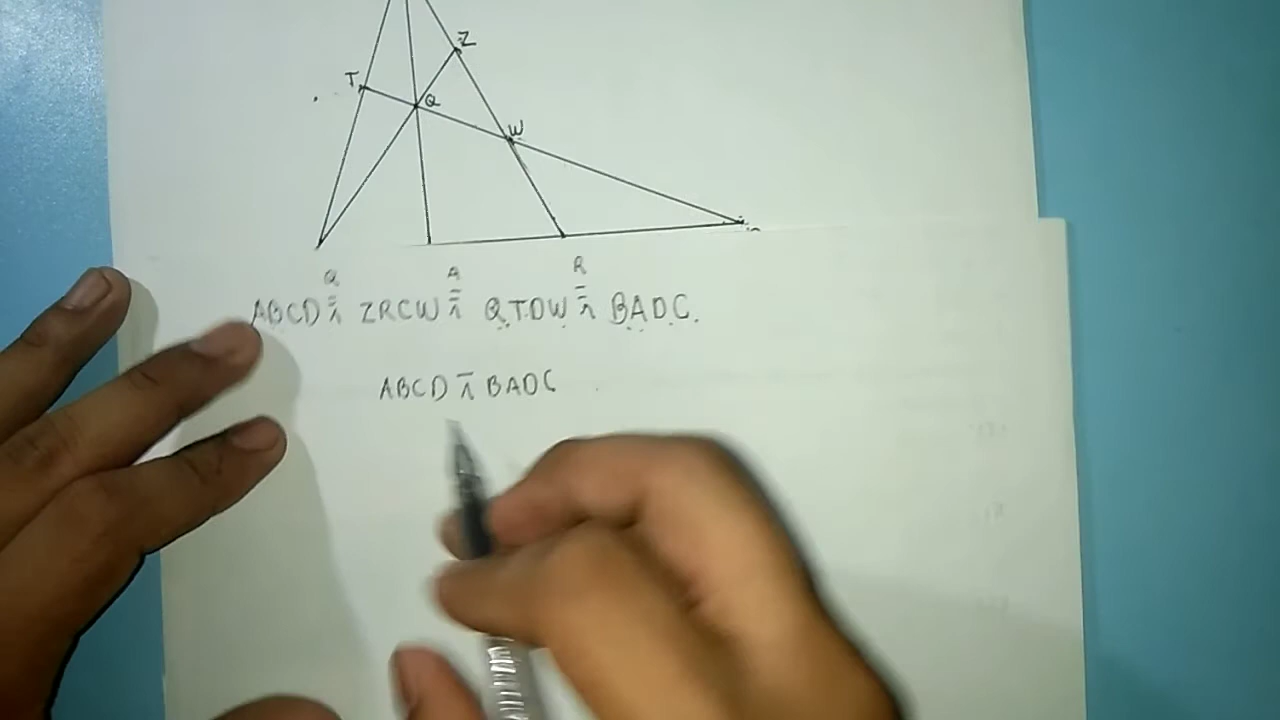 Z
T
Q
W
Q A R
ABCD ⩞ ZRCW ⩞ QTDW ⩞ BADC.
ABCD ⊼ BADC